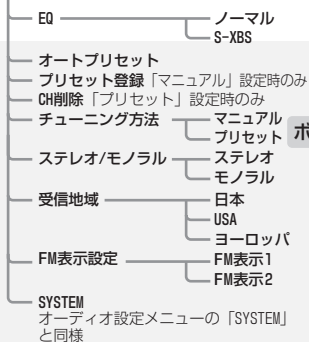 EQ ノーマル
S-XBS
オートプリセット
プリセット登録「マニュアル」設定時のみ
CH削除「プリセット」設定時のみ
チューニング方法 マニュアル
プリセット
ステレオ/モノラル ステレオ
モノラル
受信地域 日本
USA
ヨーロッパ
FM表示設定 FM表示1
FM表示2
SYSTEM
オーディオ設定メニューの「SYSTEM」
と同様